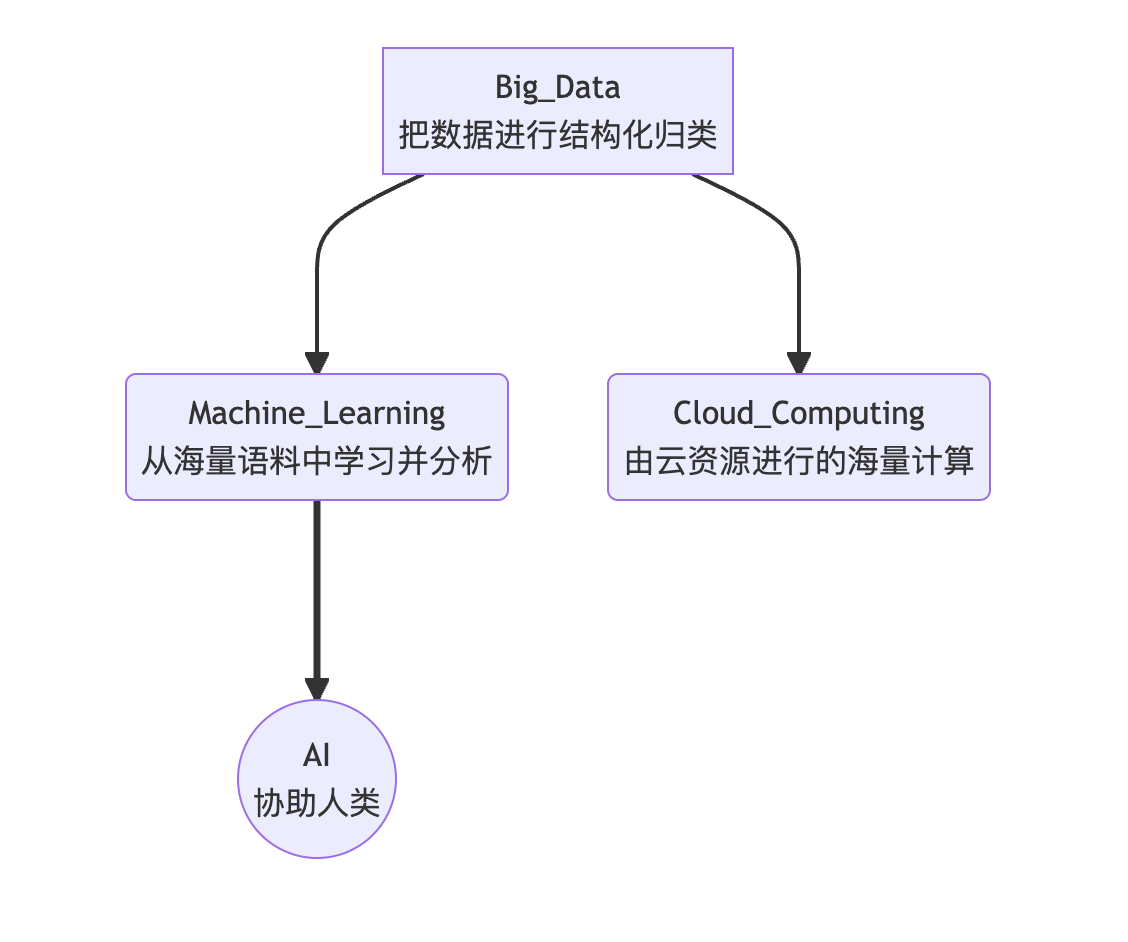 Big_Data
把数据进行结构化归类
Machine_Learning
从海量语料中学习并分析
Cloud_Computing
由云资源进行的海量计算
AI
协助人类